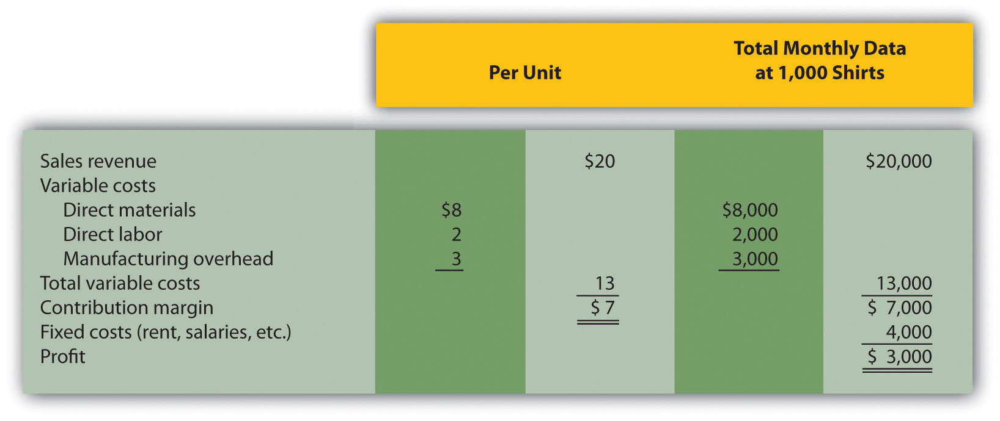 Per Unit
Total Monthly Data
at 1,000 Shirts
Sales revenue $20 $20,000
Variable costs
Direct materials $8 $8,000
Direct labor 2 2,000
Manufacturing overhead 3 3,000
Total variable costs 13 13,000
Contribution margin $ 7 $ 7,000
Fixed costs (rent, salaries, etc.) 4,000
Profit $ 3,000